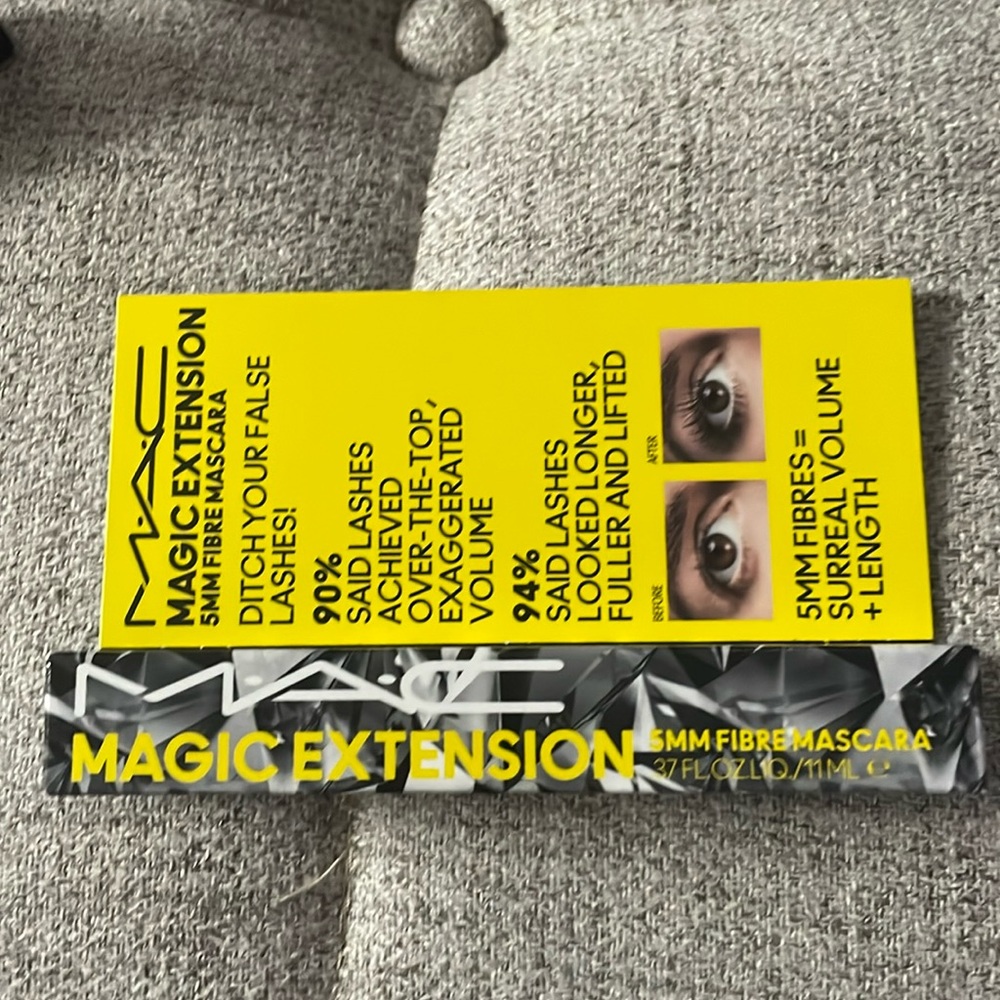 M·A·C
MAGIC EXTENSION
5MM FIBRE MASCARA
DITCH YOUR FALSE
LASHES!
90%
SAID LASHES
ACHIEVED
OVER-THE-TOP,
EXAGGERATED
VOLUME
94%
SAID LASHES
LOOKED LONGER,
FULLER AND LIFTED
BEFORE
AFTER
5MM FIBRES =
SURREAL VOLUME
+ LENGTH
M·A·C
MAGIC EXTENSION
5MM FIBRE MASCARA
.37 FL.OZ.LIQ./11 ML ℮